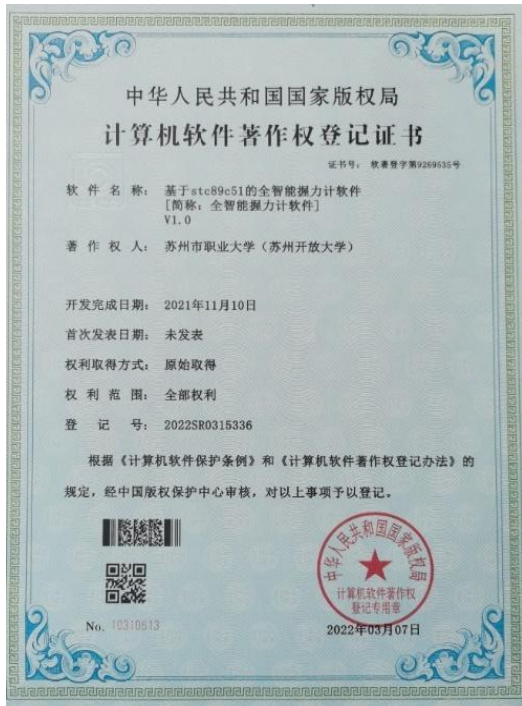 中华人民共和国国家版权局
计算机软件著作权登记证书
证书号： 软著登字第9269535号
软件名称： 基于stc89c51的全智能握力计软件
[简称：全智能握力计软件]
V1.0
著作权人： 苏州市职业大学（苏州开放大学）
开发完成日期： 2021年11月10日
首次发表日期： 未发表
权利取得方式： 原始取得
权利范围： 全部权利
登记号： 2022SR0315336
根据《计算机软件保护条例》和《计算机软件著作权登记办法》的
规定，经中国版权保护中心审核，对以上事项予以登记。
中华人民共和国国家版权局
计算机软件著作权
登记专用章
No. 10310513
2022年03月07日